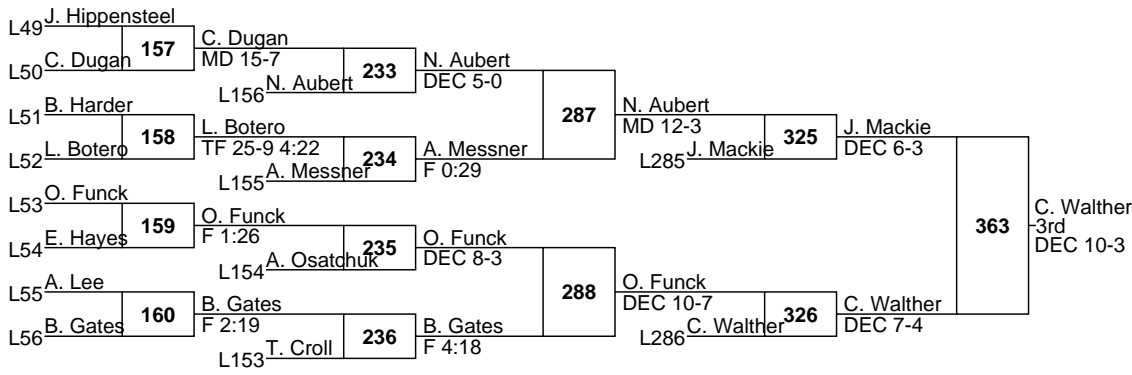 L49 J. Hippensteel
157
L50 C. Dugan
C. Dugan
MD 15-7
L156 N. Aubert
233
N. Aubert
DEC 5-0
L51 B. Harder
158
L52 L. Botero
L. Botero
TF 25-9 4:22
L155 A. Messner
234
A. Messner
F 0:29
287
N. Aubert
MD 12-3
L285 J. Mackie
325
J. Mackie
DEC 6-3
L53 O. Funck
159
L54 E. Hayes
O. Funck
F 1:26
L154 A. Osatchuk
235
O. Funck
DEC 8-3
L55 A. Lee
160
L56 B. Gates
B. Gates
F 2:19
L153 T. Croll
236
B. Gates
F 4:18
288
O. Funck
DEC 10-7
L286 C. Walther
326
C. Walther
DEC 7-4
363
C. Walther
3rd
DEC 10-3